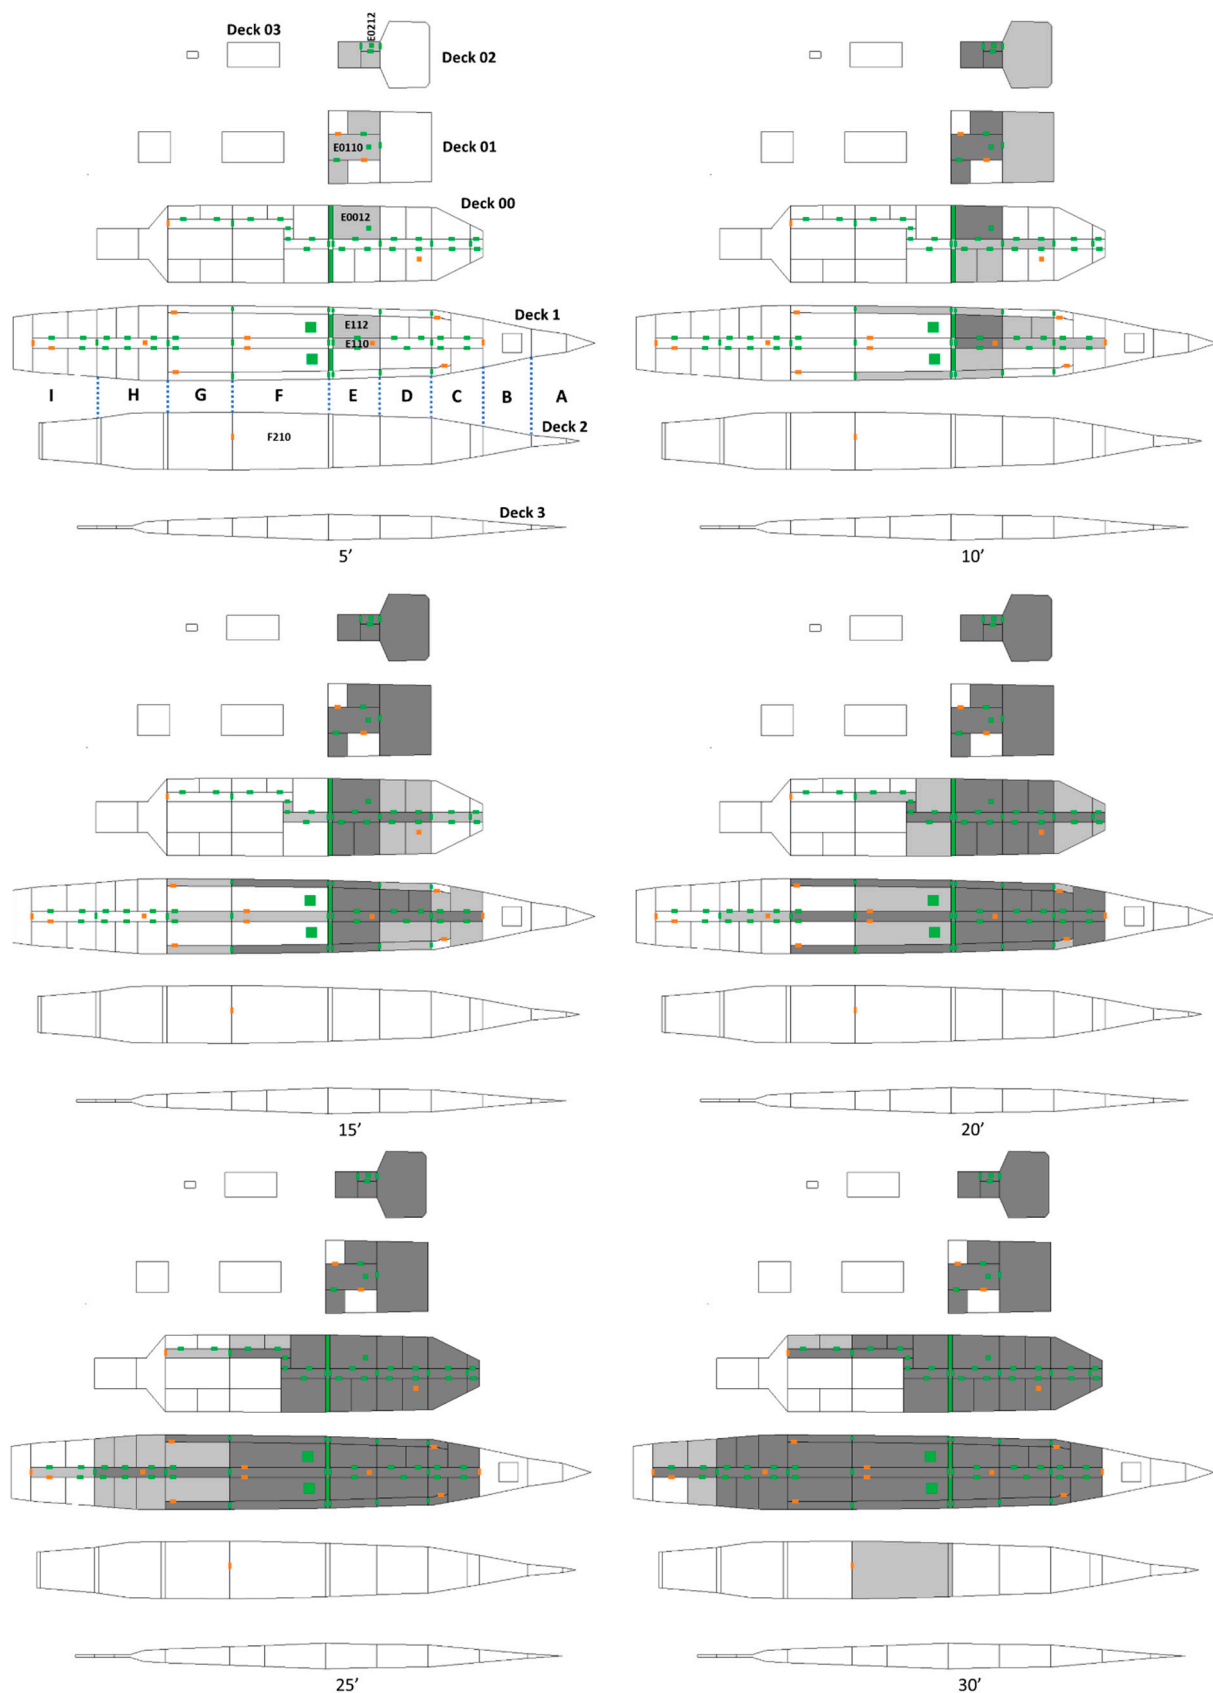 Deck 03
E0212
Deck 02
E0110
Deck 01
Deck 00
E0012
Deck 1
E112
E110
I H G F E D C B A
Deck 2
F210
Deck 3
5’
10’
15’
20’
25’
30’